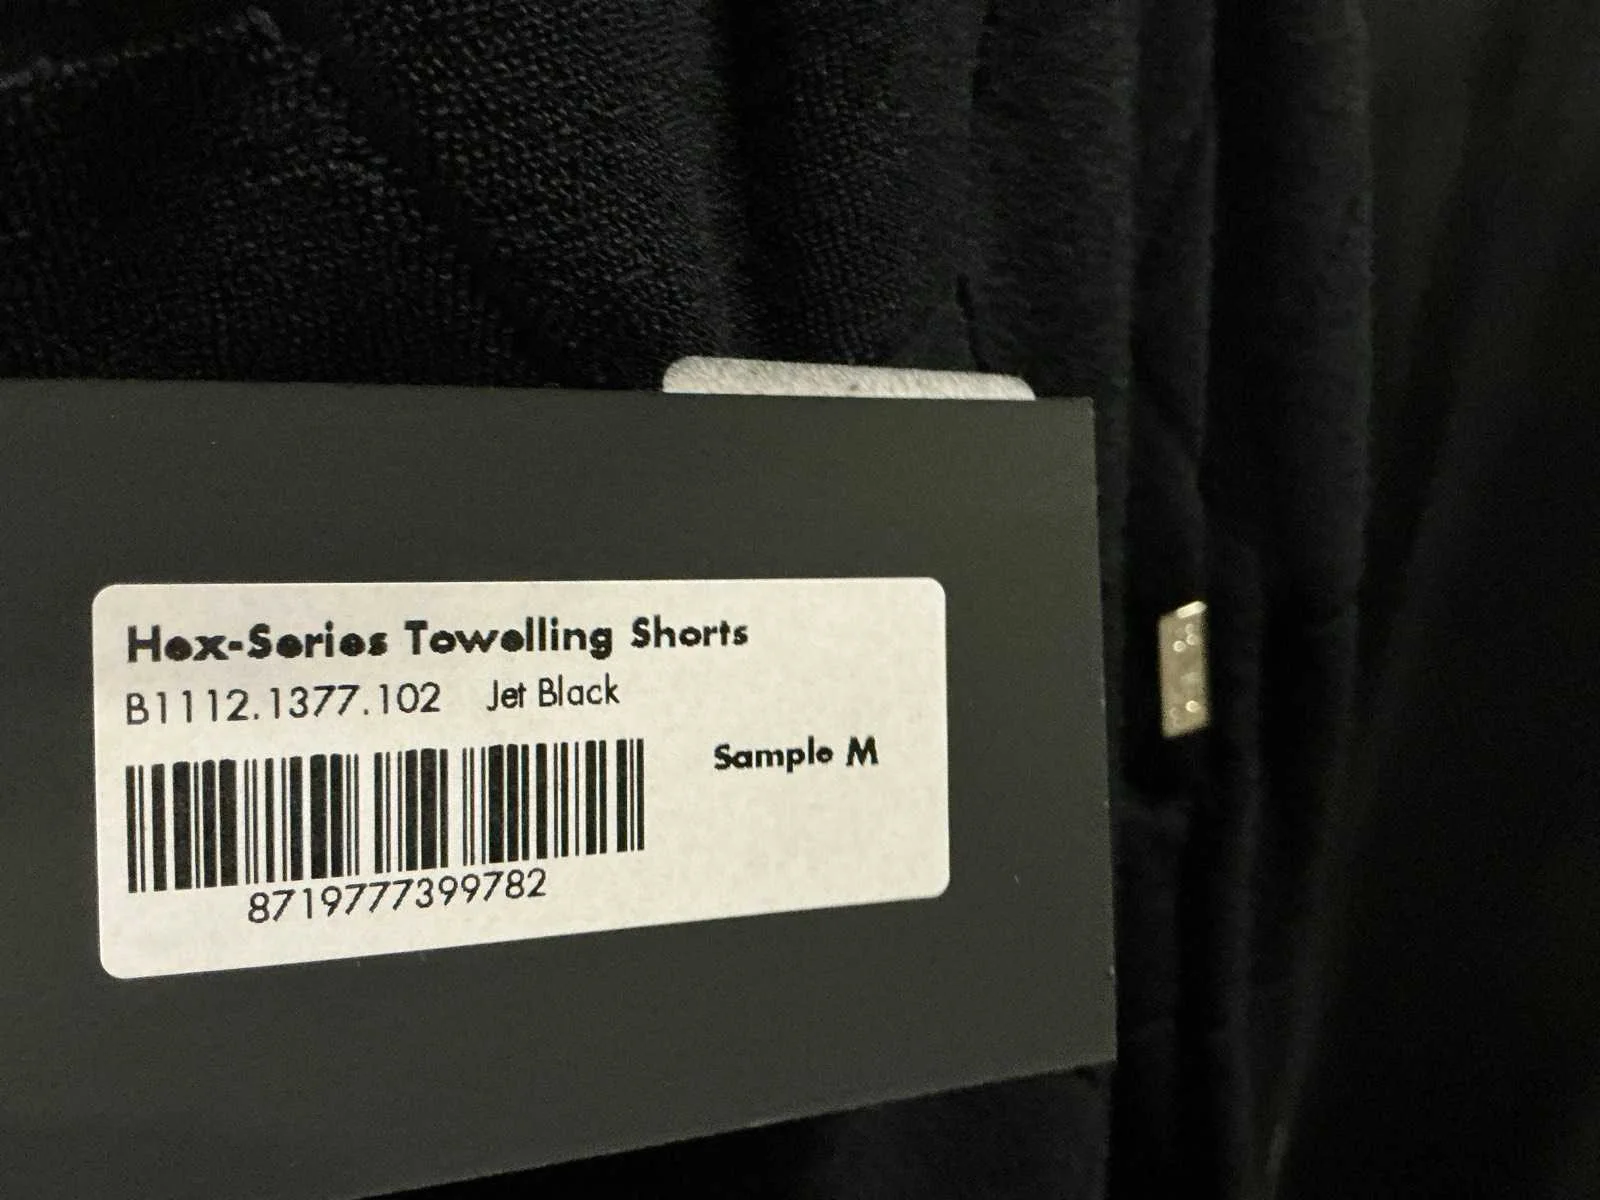 Hex-Series Towelling Shorts
B1112.1377.102 Jet Black
Sample M
8719777399782